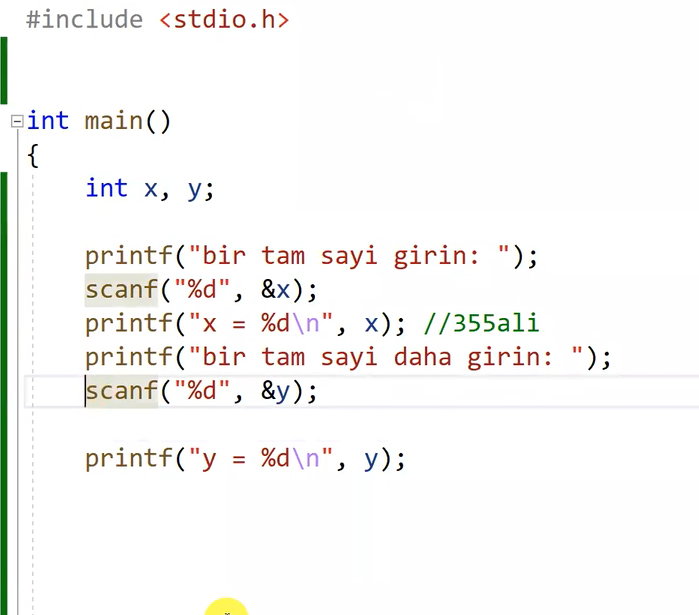 #include <stdio.h>
int main()
{
int x, y;
printf("bir tam sayi girin: ");
scanf("%d", &x);
printf("x = %d\n", x); //355ali
printf("bir tam sayi daha girin: ");
scanf("%d", &y);
printf("y = %d\n", y);